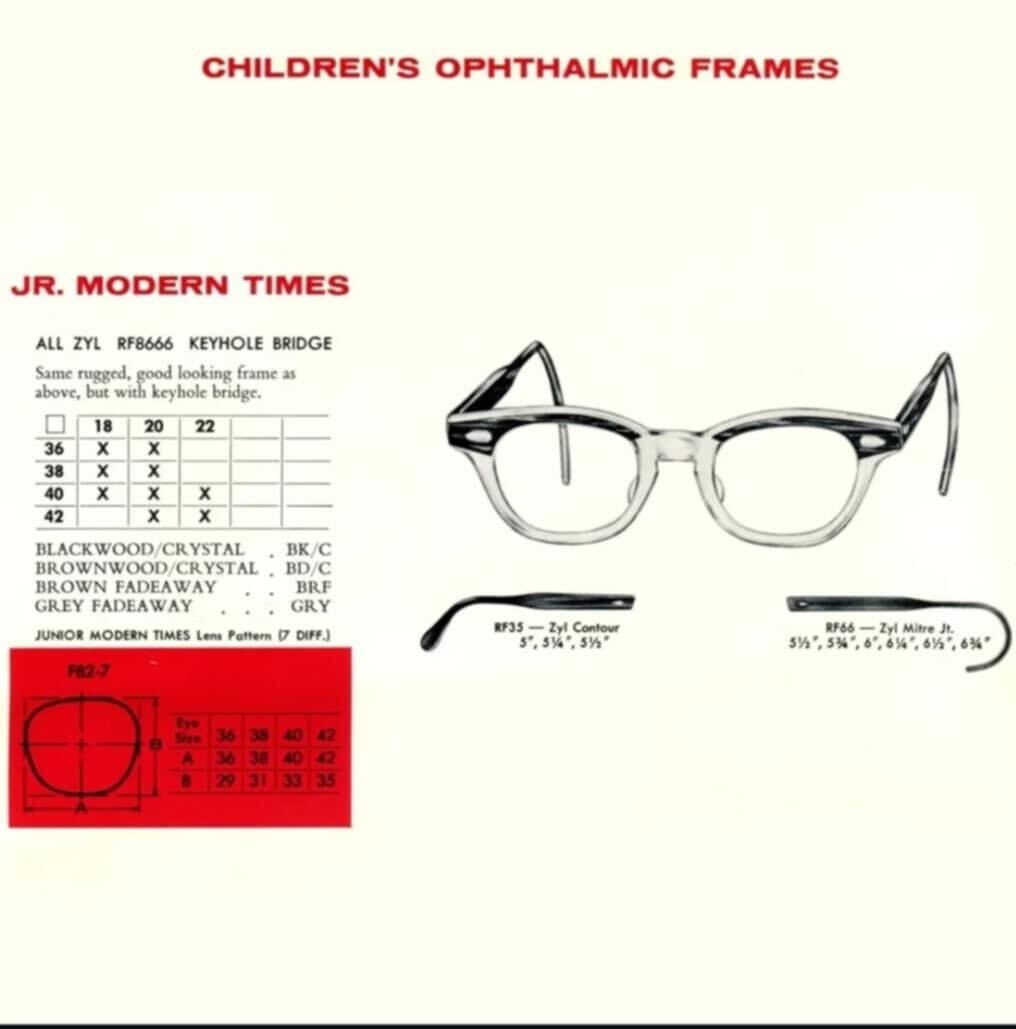 CHILDREN'S OPHTHALMIC FRAMES
JR. MODERN TIMES
ALL ZYL RF8666 KEYHOLE BRIDGE
Same rugged, good looking frame as
above, but with keyhole bridge.
18 20 22
36 X X
38 X X
40 X X X
42 X X
BLACKWOOD/CRYSTAL . BK/C
BROWNWOOD/CRYSTAL . BD/C
BROWN FADEAWAY . . BRF
GREY FADEAWAY . . . GRY
JUNIOR MODERN TIMES Lens Pattern (7 DIFF.)
F82-7
B
A
Eye
Size 36 38 40 42
A 36 38 40 42
B 29 31 33 35
RF35 — Zyl Contour
5", 5¼", 5½"
RF66 — Zyl Mitre Jt.
5½", 5¾", 6", 6¼", 6½", 6¾"